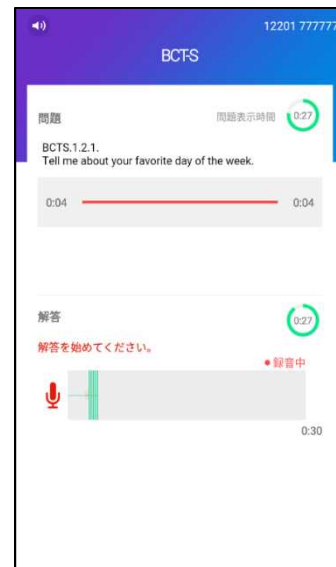 12201 777777
BCT-S
問題
問題表示時間
0:27
BCTS.1.2.1.
Tell me about your favorite day of the week.
0:04
0:04
解答
0:27
解答を始めてください。
●録音中
0:30